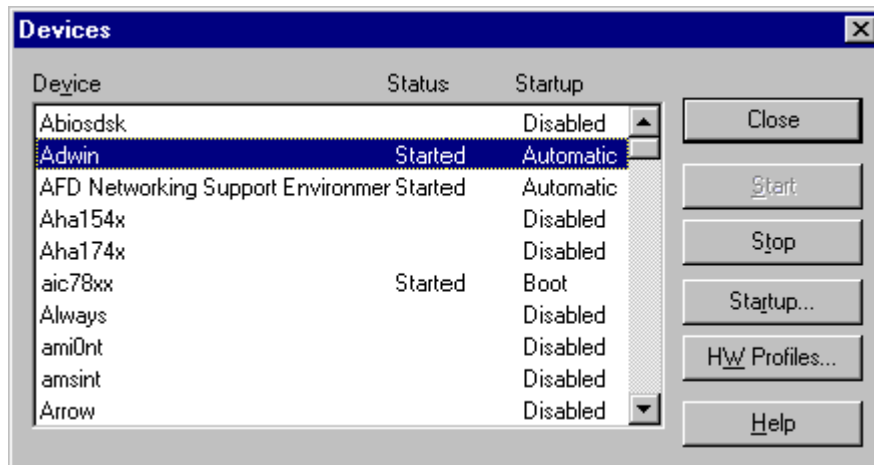 Devices
Device Status Startup
Abiosdsk Disabled
Adwin Started Automatic
AFD Networking Support Environmer Started Automatic
Aha154x Disabled
Aha174x Disabled
aic78xx Started Boot
Always Disabled
ami0nt Disabled
amsint Disabled
Arrow Disabled
Close
Start
Stop
Startup...
HW Profiles...
Help